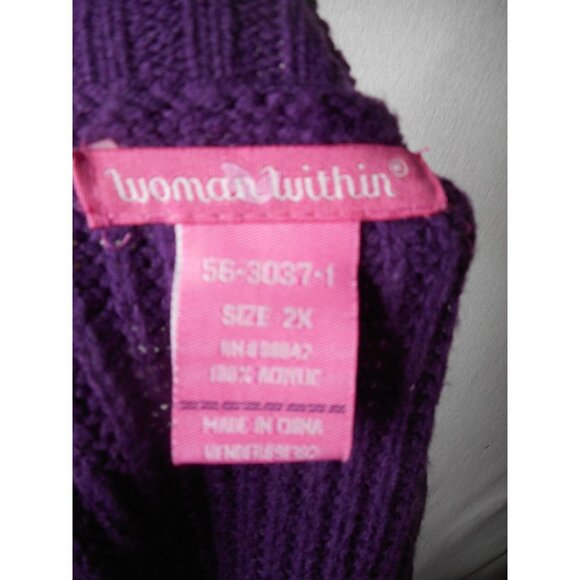 woman within®
56-3037-1
SIZE 2X
100% ACRYLIC
MADE IN CHINA